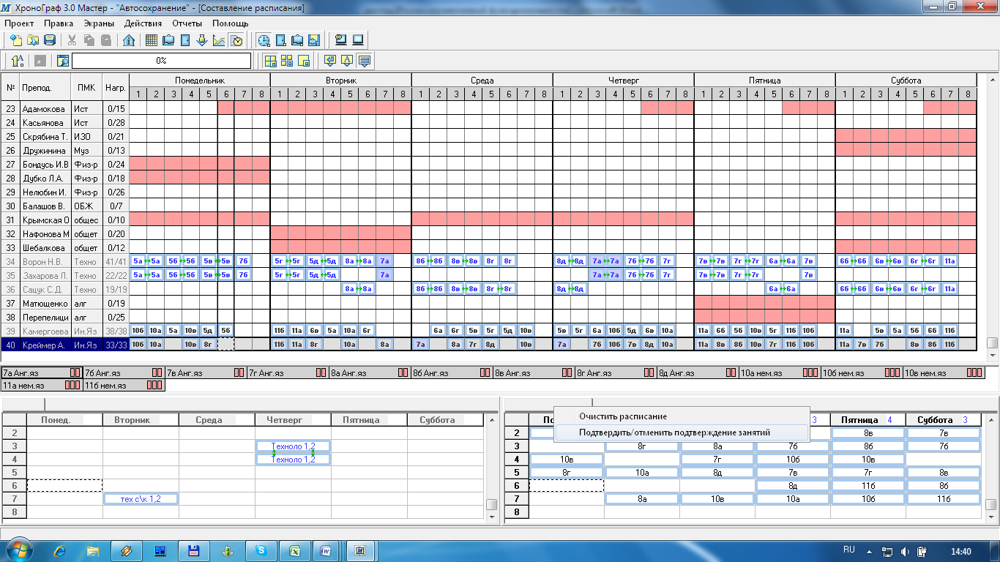 ХроноГраф 3.0 Мастер - "Автосохранение" - [Составление расписания]
Проект Правка Экраны Действия Отчеты Помощь
0%
№ Препод. ПМК Нагр. Понедельник Вторник Среда Четверг Пятница Суббота
1 2 3 4 5 6 7 8 1 2 3 4 5 6 7 8 1 2 3 4 5 6 7 8 1 2 3 4 5 6 7 8 1 2 3 4 5 6 7 8 1 2 3 4 5 6 7 8
23 Адамокова Ист 0/15
24 Касьянова Ист 0/28
25 Скрябина Т. ИЗО 0/21
26 Дружинина Муз 0/13
27 Бондусь И.В Физ-р 0/24
28 Дубко Л.А. Физ-р 0/18
29 Нелюбин И. Физ-р 0/26
30 Балашов В. ОБЖ 0/7
31 Крымская О общес 0/10
32 Нафонова М общет 0/20
33 Шебалкова общет 0/12
34 Ворон Н.В. Техно 41/41 5а 5а 5б 5б 5в 5в 7б 5г 5г 5д 5д 8а 8а 7а 8б 8б 8в 8в 8г 8г 8д 8д 7а 7а 7б 7б 7г 7в 7в 7г 7г 6а 6а 7в 6б 6б 6в 6в 6г 6г 11а
35 Захарова Л. Техно 22/22 5а 5а 5б 5б 5в 5в 7б 5г 5г 5д 5д 7а 7а 7а 7б 7б 7г 7в 7в 7г 7г 7в
36 Сацук С.Д. Техно 19/19 8а 8а 8б 8б 8в 8в 8г 8г 8д 8д 6а 6а 6б 6б 6в 6в 6г 6г 11а
37 Матющенко алг 0/19
38 Перепелици алг 0/25
39 Камергоева Ин.Яз 38/38 10б 10а 5а 10в 5д 5б 11б 11а 6в 10а 5в 6г 6а 6г 5г 5в 5д 5а 6г 6а 10б 5д 5б 10а 11а 6б 5б 10в 5г 11б 10б 11а 5в 5а 5б 6б 11б
40 Креймер А. Ин.Яз 33/33 10б 10а 10в 8г 11б 11а 8г 10а 8а 7а 8а 7г 8д 10в 7а 7б 10б 7в 8д 10а 11а 8в 8б 10в 7г 11б 10б 11а 7в 7б 8в 8б 11б
7а Анг.яз 7б Анг.яз 7в Анг.яз 7г Анг.яз 8а Анг.яз 8б Анг.яз 8в Анг.яз 8г Анг.яз 8д Анг.яз 10а нем.яз 10б нем.яз 10в нем.яз
11а нем.яз 11б нем.яз
Понед. Вторник Среда Четверг Пятница Суббота
2
3 Техноло 1,2
4 Техноло 1,2
5
6
7 тех с\к 1,2
8
Очистить расписание
Подтвердить/отменить подтверждение занятий
3 Пятница 4 Суббота 3
2 8в 7в
3 8г 8а 7б 8б 7б
4 10в 7г 10б 10в
5 8г 10а 8д 7в 7г 8в
6 8д 11б 8б
7 8а 10в 10а 10б 11б
8
RU 14:40